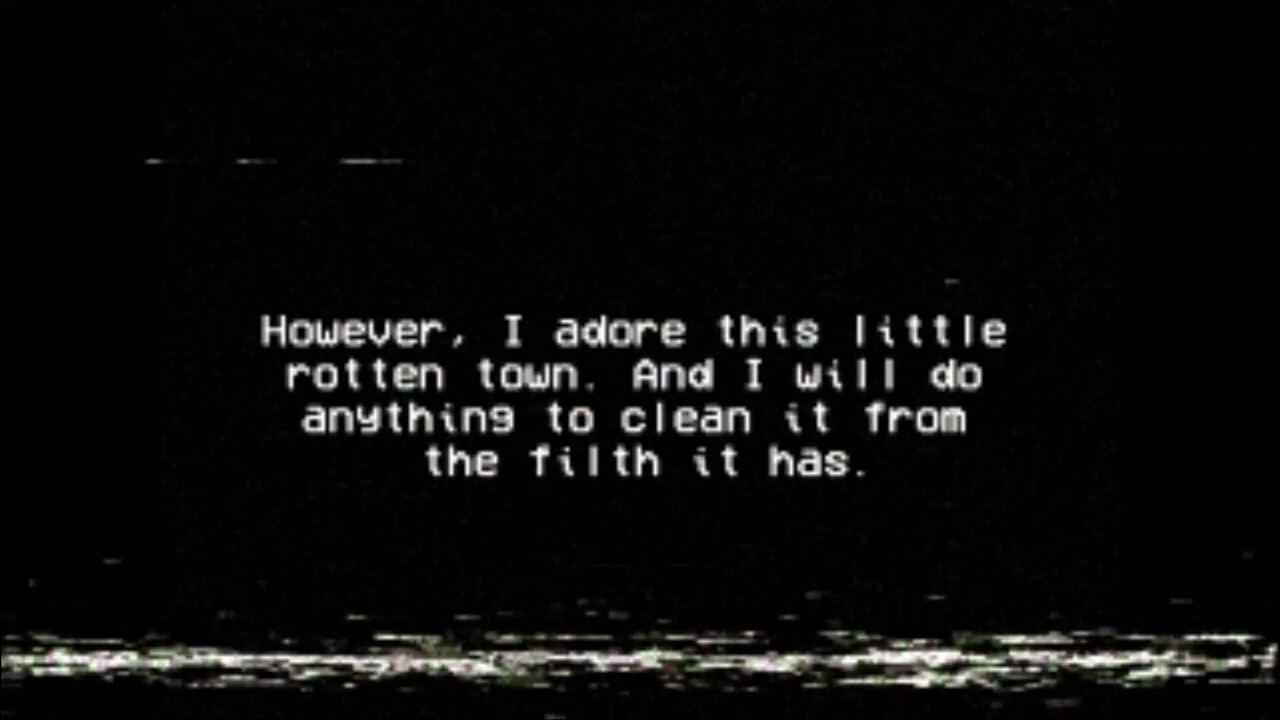 However, I adore this little
rotten town. And I will do
anything to clean it from
the filth it has.